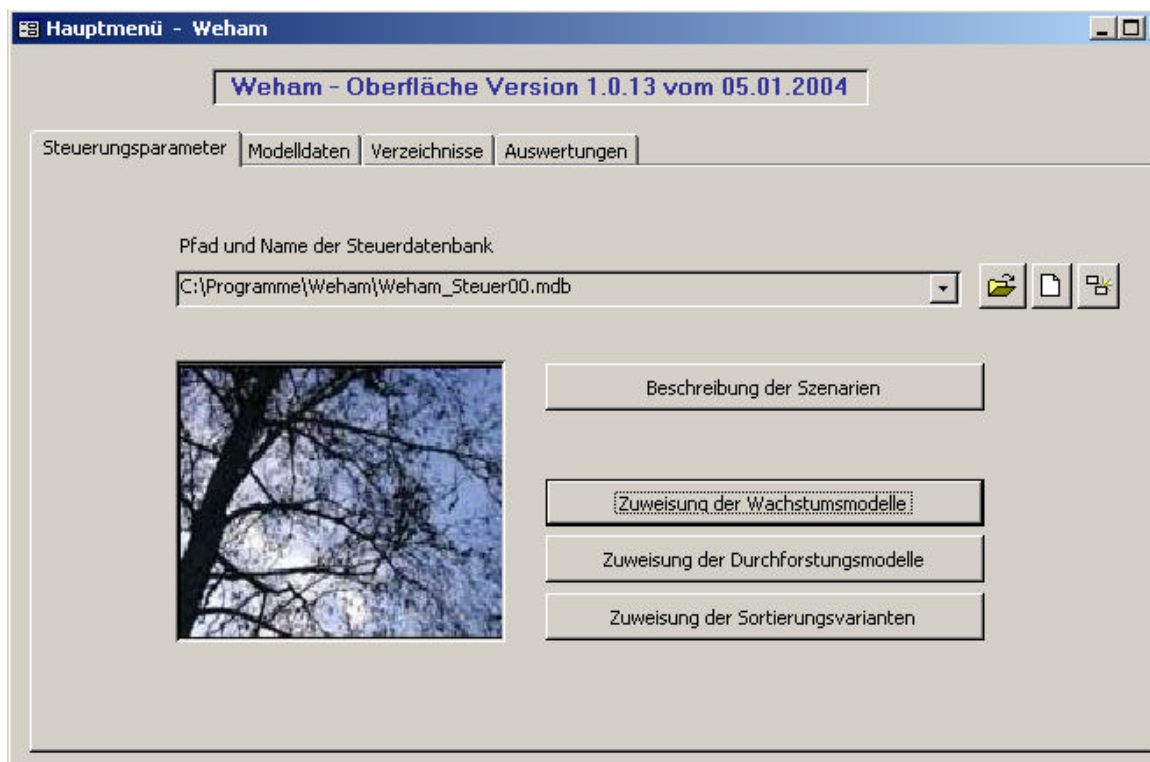 Hauptmenü - Weham
Weham - Oberfläche Version 1.0.13 vom 05.01.2004
Steuerungsparameter Modelldaten Verzeichnisse Auswertungen
Pfad und Name der Steuerdatenbank
C:\Programme\Weham\Weham_Steuer00.mdb
Beschreibung der Szenarien
Zuweisung der Wachstumsmodelle
Zuweisung der Durchforstungsmodelle
Zuweisung der Sortierungsvarianten